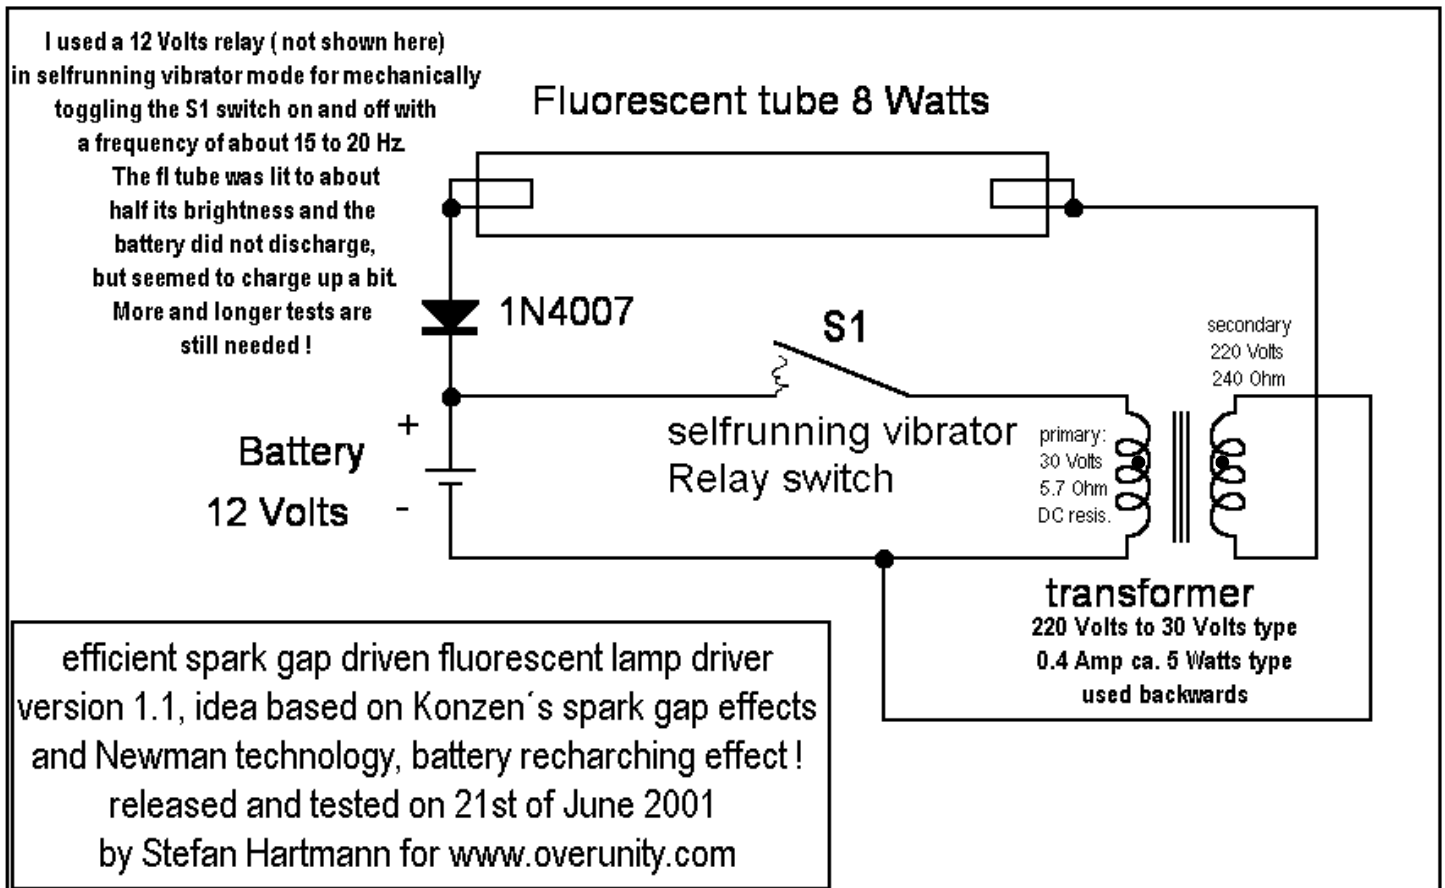 I used a 12 Volts relay ( not shown here)
in selfrunning vibrator mode for mechanically
toggling the S1 switch on and off with
a frequency of about 15 to 20 Hz.
The fl tube was lit to about
half its brightness and the
battery did not discharge,
but seemed to charge up a bit.
More and longer tests are
still needed !
Fluorescent tube 8 Watts
1N4007
S1
secondary
220 Volts
240 Ohm
+
Battery
12 Volts
-
selfrunning vibrator
Relay switch
primary:
30 Volts
5.7 Ohm
DC resis.
transformer
220 Volts to 30 Volts type
0.4 Amp ca. 5 Watts type
used backwards
efficient spark gap driven fluorescent lamp driver
version 1.1, idea based on Konzen´s spark gap effects
and Newman technology, battery recharching effect !
released and tested on 21st of June 2001
by Stefan Hartmann for www.overunity.com